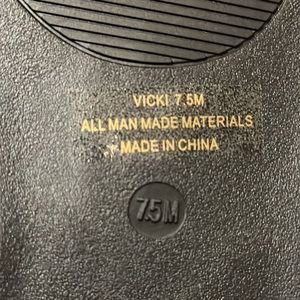 VICKI 7.5M
ALL MAN MADE MATERIALS
MADE IN CHINA
7.5M